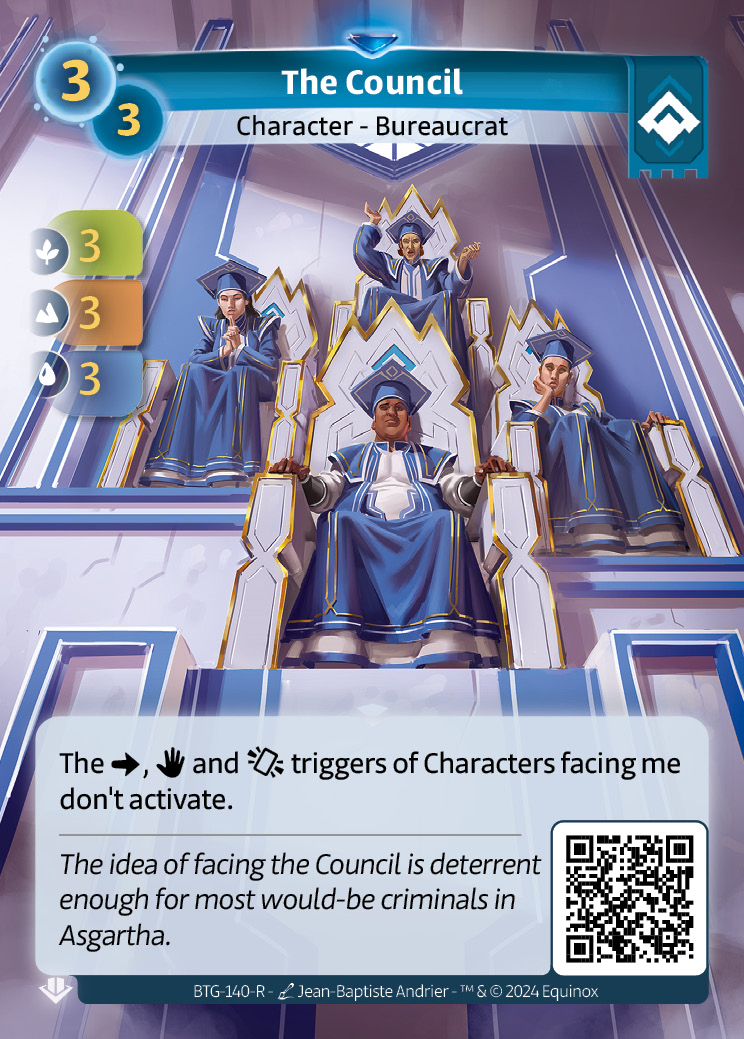 3
The Council
3
Character - Bureaucrat
3
3
3
The , and triggers of Characters facing me
don't activate.
The idea of facing the Council is deterrent
enough for most would-be criminals in
Asgartha.
BTG-140-R - Jean-Baptiste Andrier - ™ & © 2024 Equinox